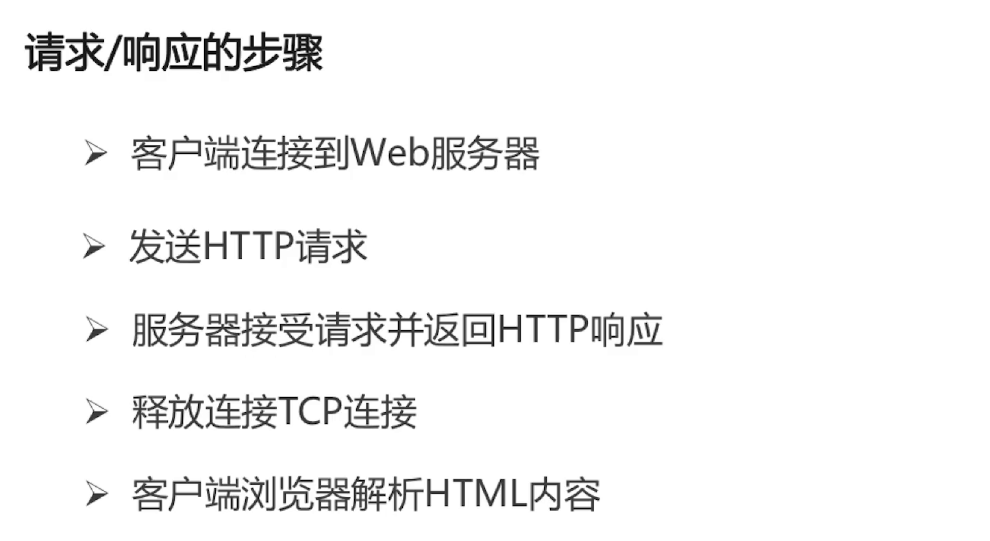 请求/响应的步骤
➢ 客户端连接到Web服务器
➢ 发送HTTP请求
➢ 服务器接受请求并返回HTTP响应
➢ 释放连接TCP连接
➢ 客户端浏览器解析HTML内容